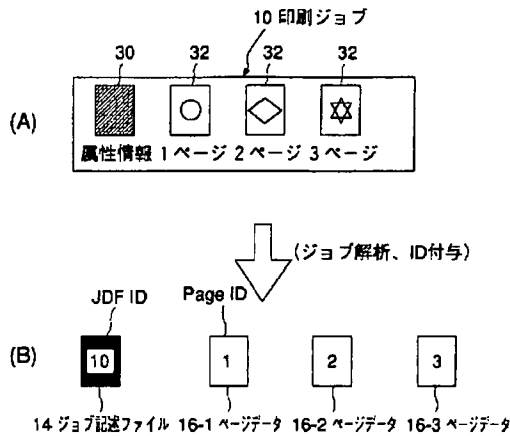 10 印刷ジョブ
30 32 32 32
(A)
属性情報 1 ページ 2 ページ 3 ページ
(ジョブ解析、ID付与)
JDF ID Page ID
(B)
10 1 2 3
14 ジョブ記述ファイル 16-1 ページデータ 16-2 ページデータ 16-3 ページデータ